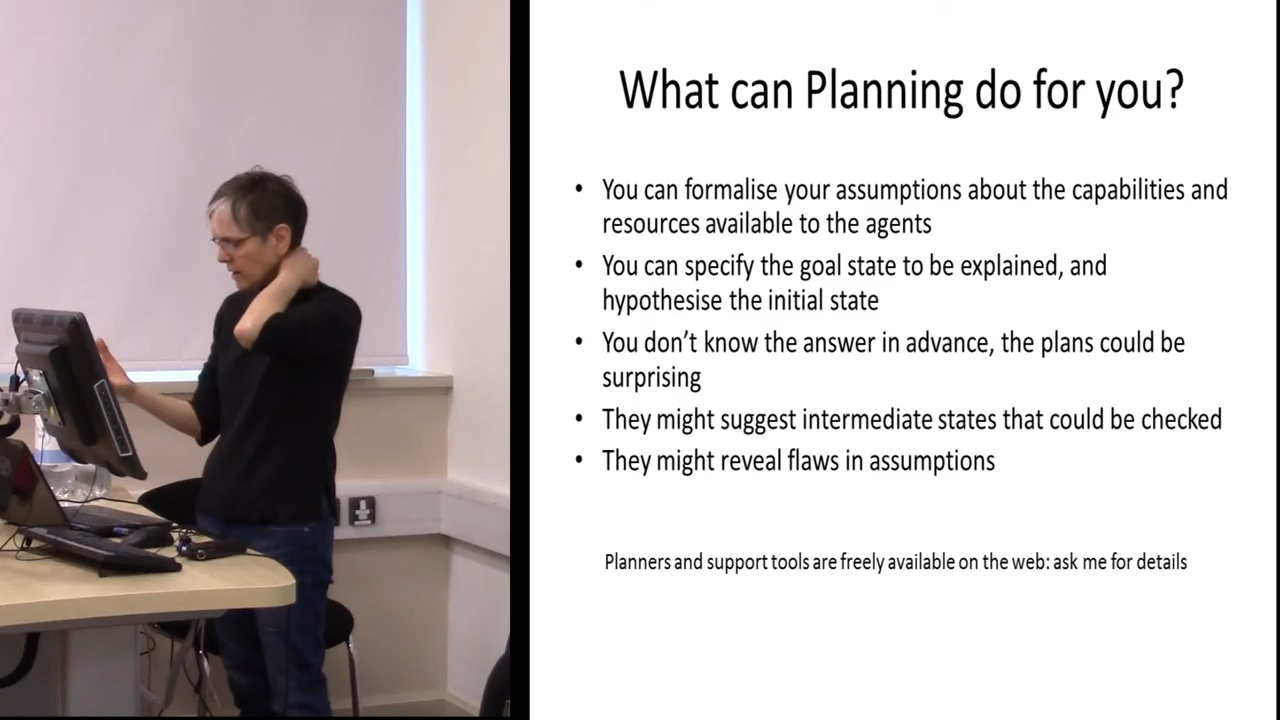 What can Planning do for you?
• You can formalise your assumptions about the capabilities and
resources available to the agents
• You can specify the goal state to be explained, and
hypothesise the initial state
• You don't know the answer in advance, the plans could be
surprising
• They might suggest intermediate states that could be checked
• They might reveal flaws in assumptions
Planners and support tools are freely available on the web: ask me for details